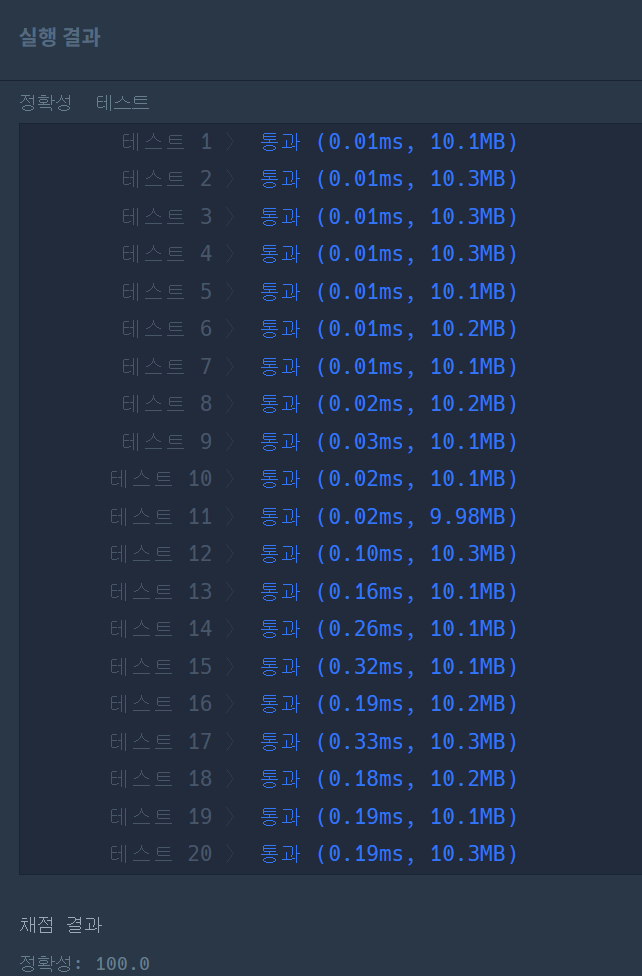 실행 결과
정확성 테스트
테스트 1 〉 통과 (0.01ms, 10.1MB)
테스트 2 〉 통과 (0.01ms, 10.3MB)
테스트 3 〉 통과 (0.01ms, 10.3MB)
테스트 4 〉 통과 (0.01ms, 10.3MB)
테스트 5 〉 통과 (0.01ms, 10.1MB)
테스트 6 〉 통과 (0.01ms, 10.2MB)
테스트 7 〉 통과 (0.01ms, 10.1MB)
테스트 8 〉 통과 (0.02ms, 10.2MB)
테스트 9 〉 통과 (0.03ms, 10.1MB)
테스트 10 〉 통과 (0.02ms, 10.1MB)
테스트 11 〉 통과 (0.02ms, 9.98MB)
테스트 12 〉 통과 (0.10ms, 10.3MB)
테스트 13 〉 통과 (0.16ms, 10.1MB)
테스트 14 〉 통과 (0.26ms, 10.1MB)
테스트 15 〉 통과 (0.32ms, 10.1MB)
테스트 16 〉 통과 (0.19ms, 10.2MB)
테스트 17 〉 통과 (0.33ms, 10.3MB)
테스트 18 〉 통과 (0.18ms, 10.2MB)
테스트 19 〉 통과 (0.19ms, 10.1MB)
테스트 20 〉 통과 (0.19ms, 10.3MB)
채점 결과
정확성: 100.0